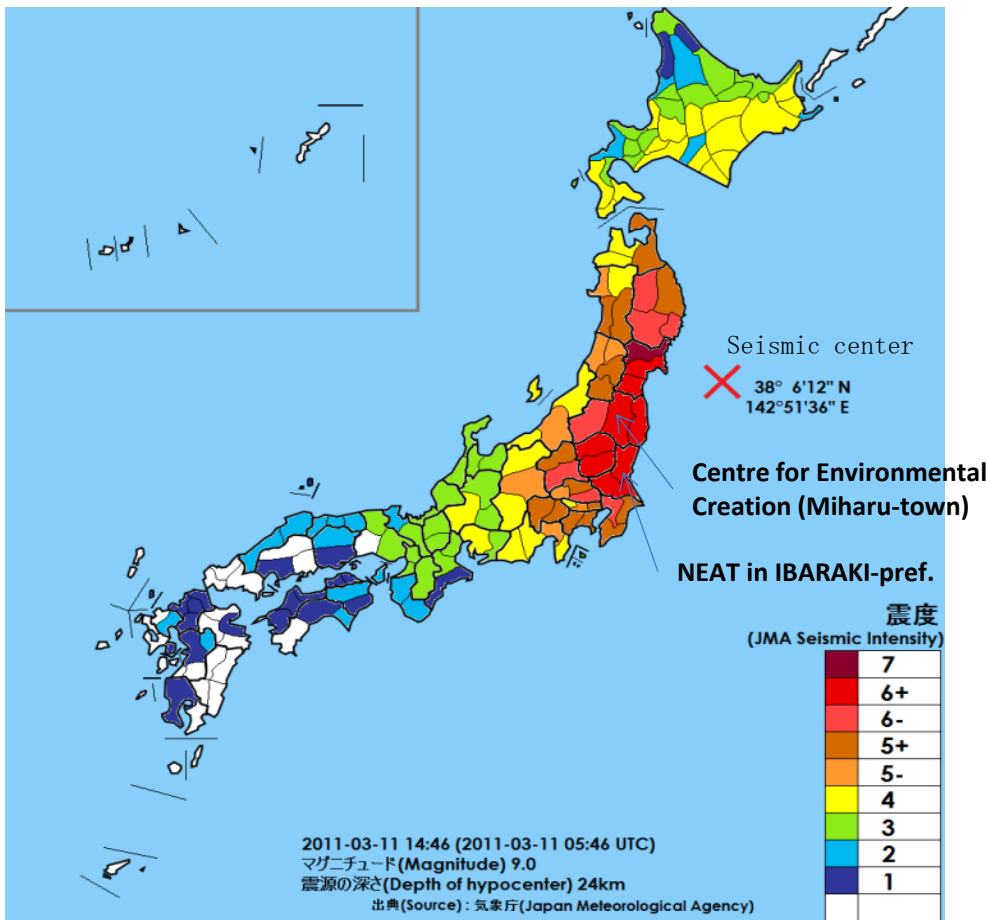 Seismic center
38° 6'12" N
142°51'36" E
Centre for Environmental
Creation (Miharu-town)
NEAT in IBARAKI-pref.
震度
(JMA Seismic Intensity)
7
6+
6-
5+
5-
4
3
2
1
2011-03-11 14:46 (2011-03-11 05:46 UTC)
マグニチュード(Magnitude) 9.0
震源の深さ(Depth of hypocenter) 24km
出典(Source) : 気象庁(Japan Meteorological Agency)